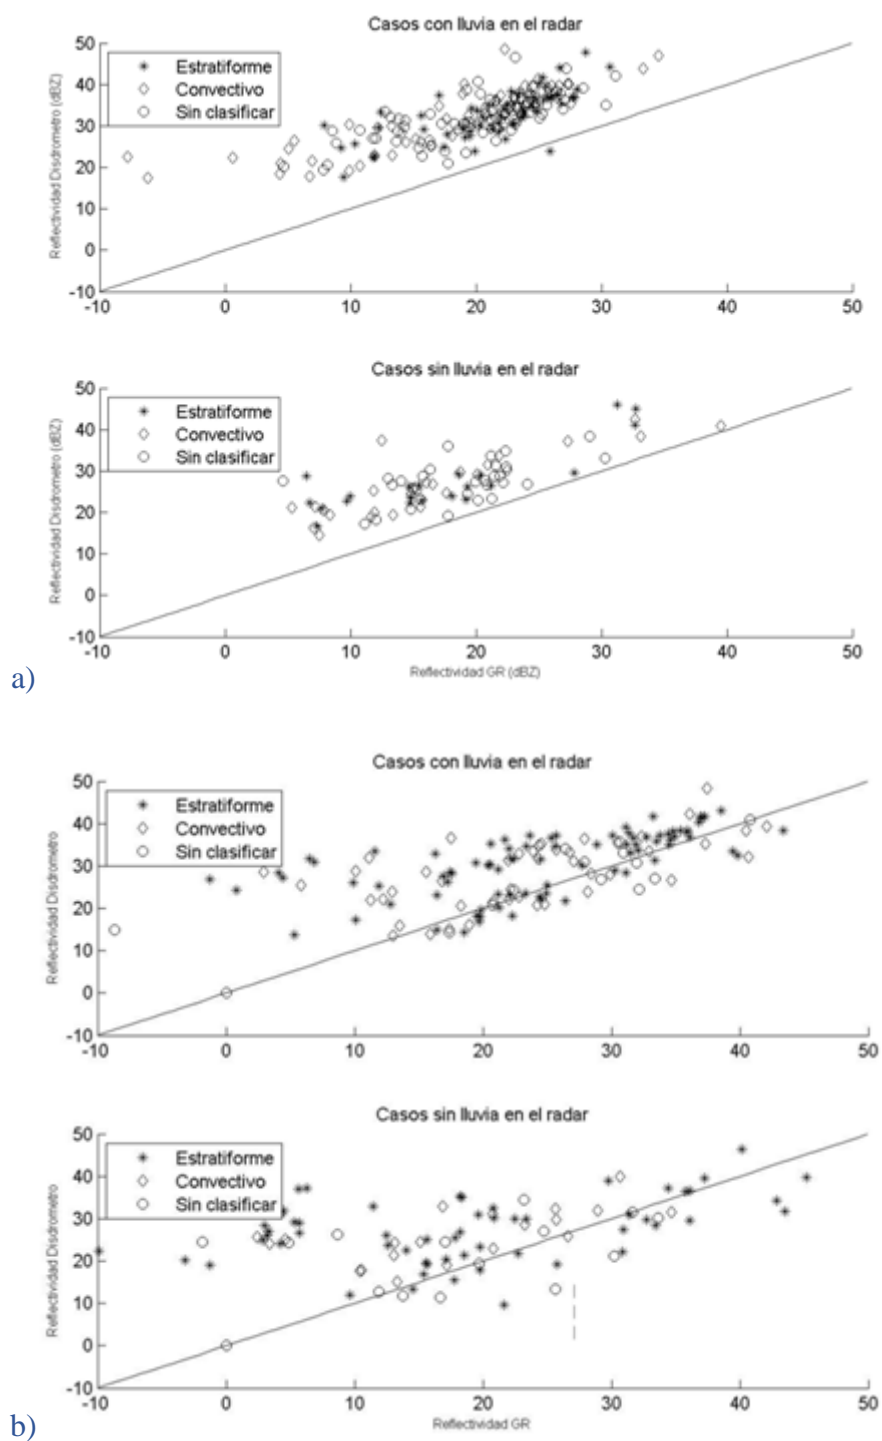 Casos con lluvia en el radar
50
40
30
20
10
0
-10
Reflectividad Disdrometro (dBZ)
Estratiforme
Convectivo
Sin clasificar
-10 0 10 20 30 40 50
Casos sin lluvia en el radar
50
40
30
20
10
0
-10
Reflectividad Disdrometro (dBZ)
Estratiforme
Convectivo
Sin clasificar
-10 0 10 20 30 40 50
Reflectividad GR (dBZ)
a)
Casos con lluvia en el radar
50
40
30
20
10
0
-10
Reflectividad Disdrometro
Estratiforme
Convectivo
Sin clasificar
-10 0 10 20 30 40 50
Casos sin lluvia en el radar
50
40
30
20
10
0
-10
Reflectividad Disdrometro
Estratiforme
Convectivo
Sin clasificar
-10 0 10 20 30 40 50
Reflectividad GR
b)